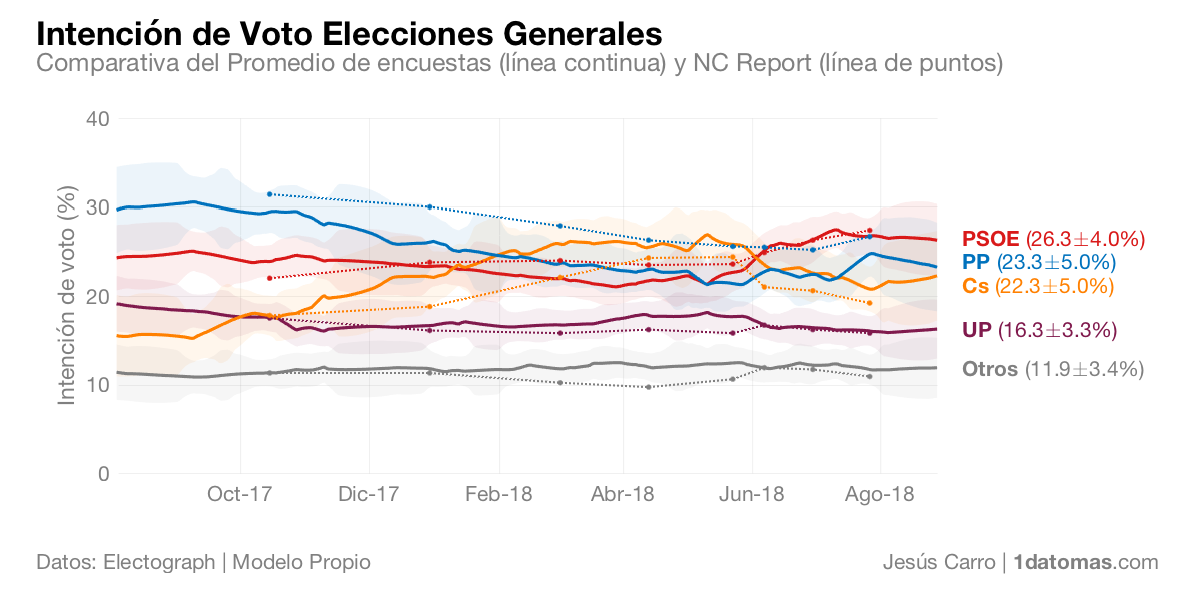 Intención de Voto Elecciones Generales
Comparativa del Promedio de encuestas (línea continua) y NC Report (línea de puntos)
Intención de voto (%)
40
30
20
10
0
Oct-17
Dic-17
Feb-18
Abr-18
Jun-18
Ago-18
PSOE (26.3±4.0%)
PP (23.3±5.0%)
Cs (22.3±5.0%)
UP (16.3±3.3%)
Otros (11.9±3.4%)
Datos: Electograph | Modelo Propio
Jesús Carro | 1datomas.com